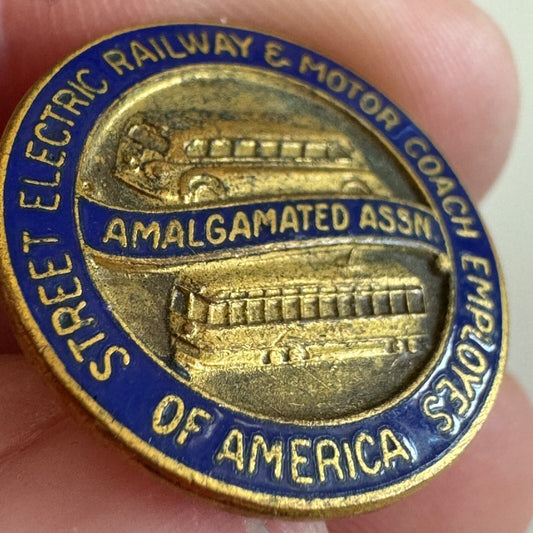 STREET ELECTRIC RAILWAY & MOTOR COACH EMPLOYES
AMALGAMATED ASSN.
OF AMERICA